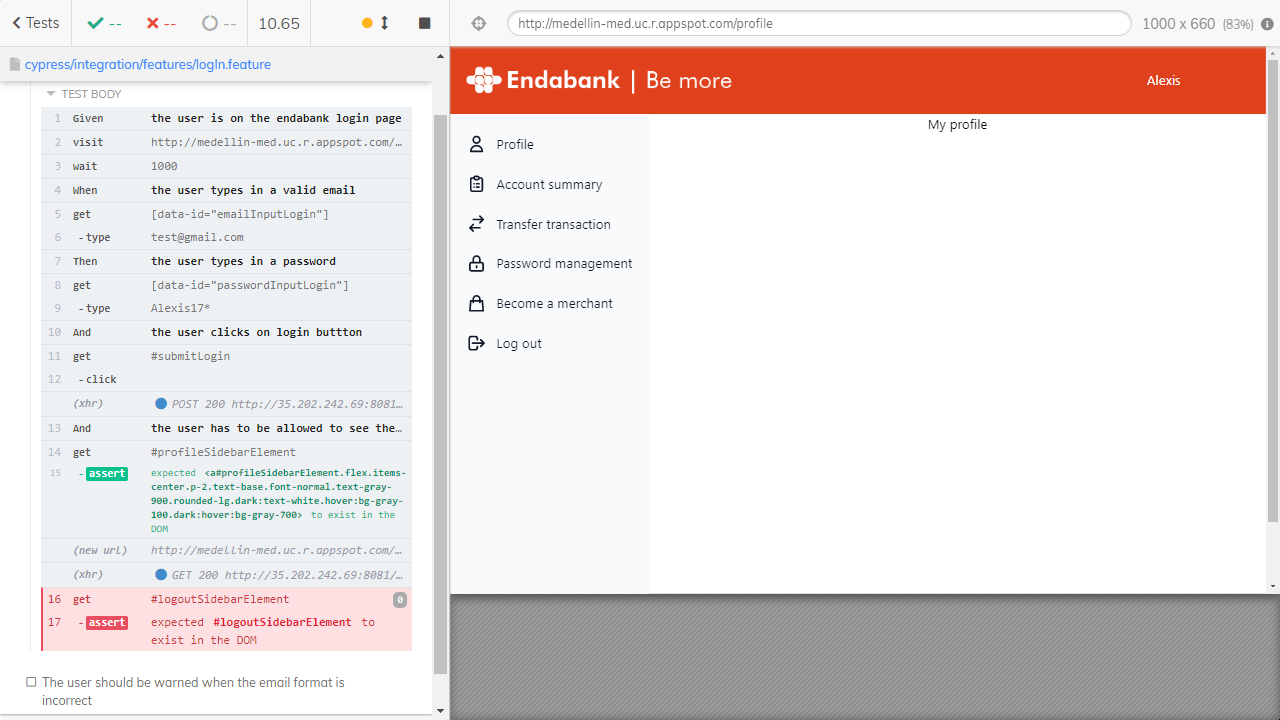 Tests
--
--
--
10.65
http://medellin-med.uc.r.appspot.com/profile
1000 x 660 (83%)
cypress/integration/features/logIn.feature
TEST BODY
1 Given the user is on the endabank login page
2 visit http://medellin-med.uc.r.appspot.com/…
3 wait 1000
4 When the user types in a valid email
5 get [data-id="emailInputLogin"]
6 -type test@gmail.com
7 Then the user types in a password
8 get [data-id="passwordInputLogin"]
9 -type Alexis17*
10 And the user clicks on login buttton
11 get #submitLogin
12 -click
(xhr) POST 200 http://35.202.242.69:8081…
13 And the user has to be allowed to see the…
14 get #profileSidebarElement
15 -assert expected <a#profileSidebarElement.flex.items-
center.p-2.text-base.font-normal.text-gray-
900.rounded-lg.dark:text-white.hover:bg-gray-
100.dark:hover:bg-gray-700> to exist in the
DOM
(new url) http://medellin-med.uc.r.appspot.com/…
(xhr) GET 200 http://35.202.242.69:8081/…
16 get #logoutSidebarElement 0
17 -assert expected #logoutSidebarElement to
exist in the DOM
The user should be warned when the email format is
incorrect
Endabank | Be more
Alexis
My profile
Profile
Account summary
Transfer transaction
Password management
Become a merchant
Log out